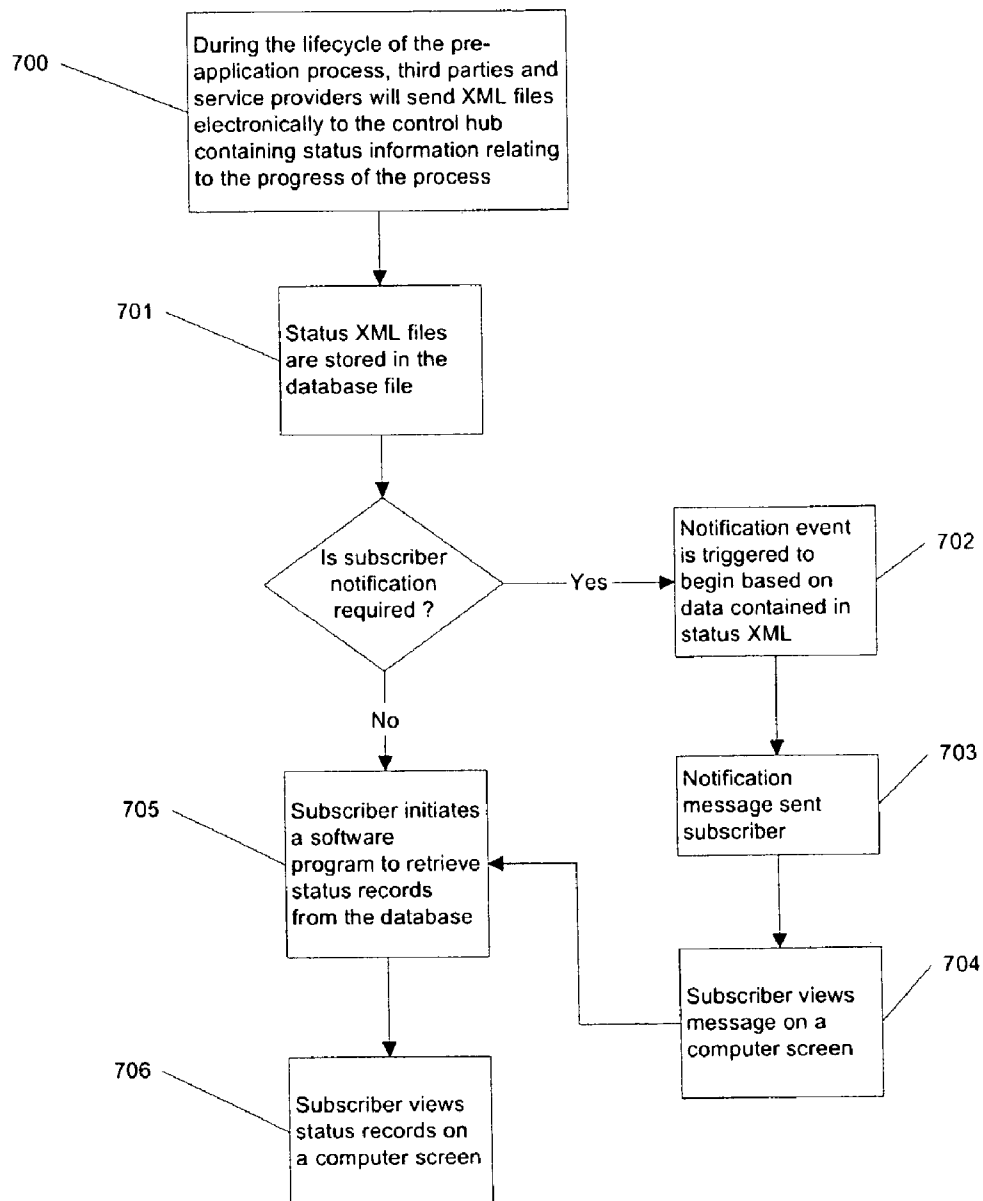 700
During the lifecycle of the pre-
application process, third parties and
service providers will send XML files
electronically to the control hub
containing status information relating
to the progress of the process
701
Status XML files
are stored in the
database file
Is subscriber
notification
required ?
Yes
Notification event
is triggered to
begin based on
data contained in
status XML
702
No
Notification
message sent
subscriber
703
705
Subscriber initiates
a software
program to retrieve
status records
from the database
Subscriber views
message on a
computer screen
704
706
Subscriber views
status records on
a computer screen